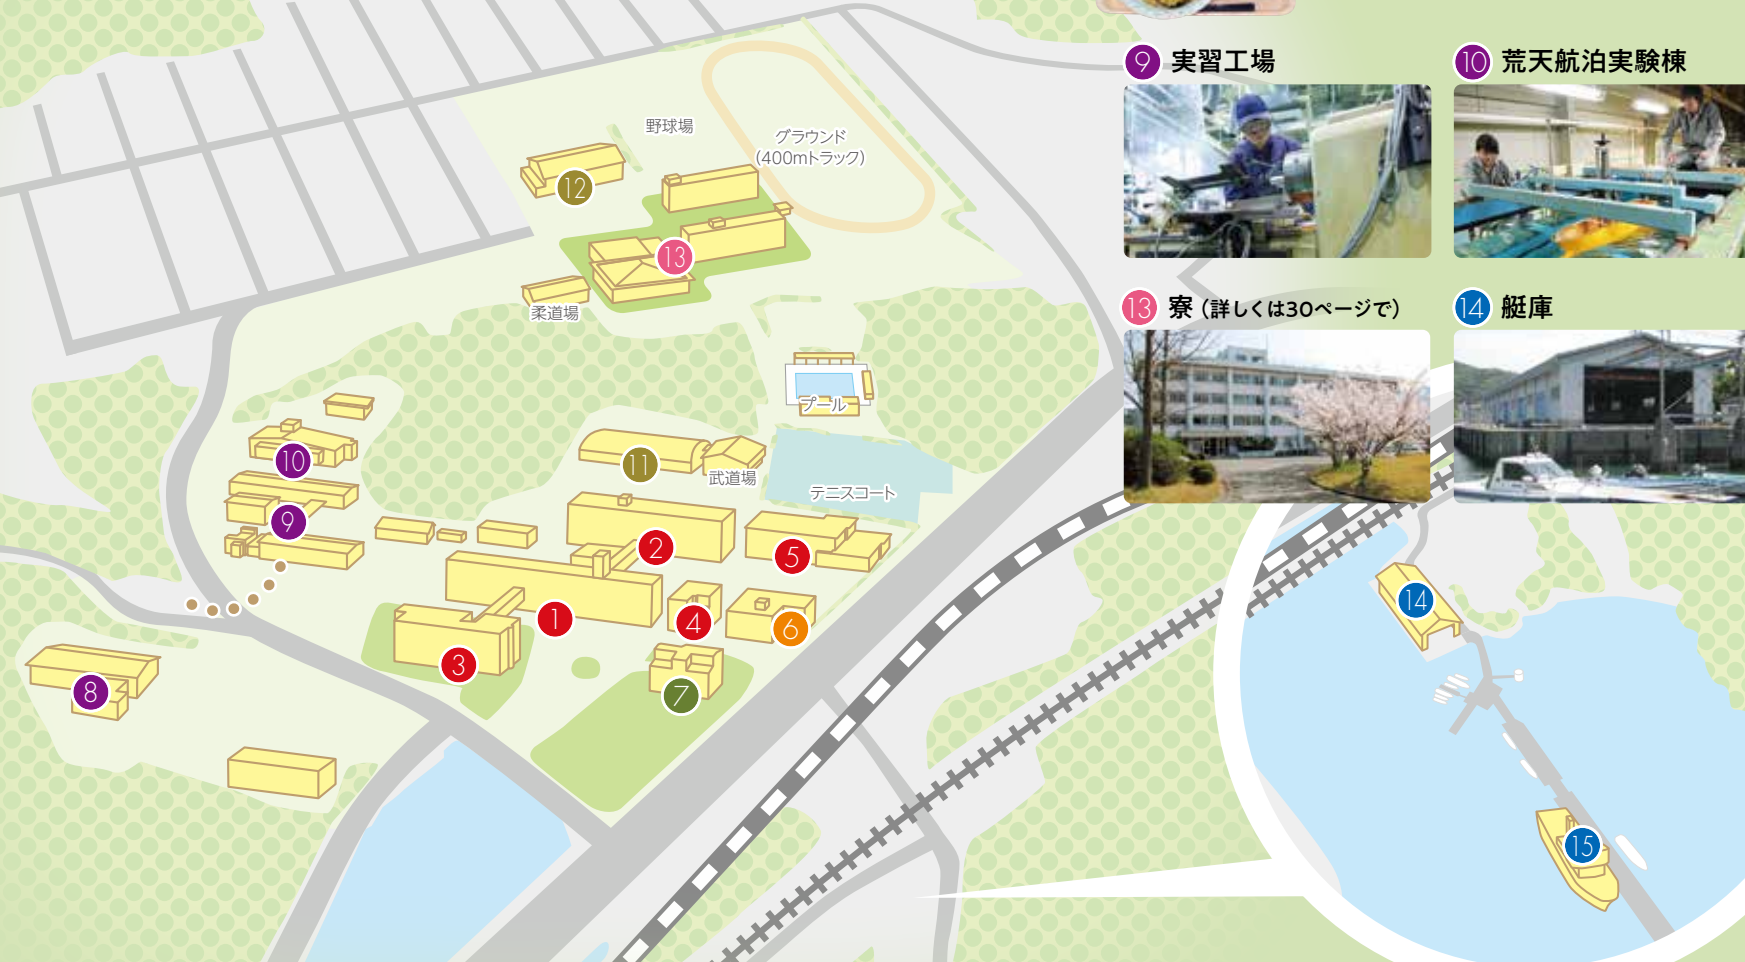 9 実習工場
10 荒天航泊実験棟
13 寮（詳しくは30ページで）
14 艇庫
野球場
グラウンド
(400mトラック)
12
13
柔道場
プール
10
11
武道場
テニスコート
9
2
5
1
4
6
3
7
8
14
15